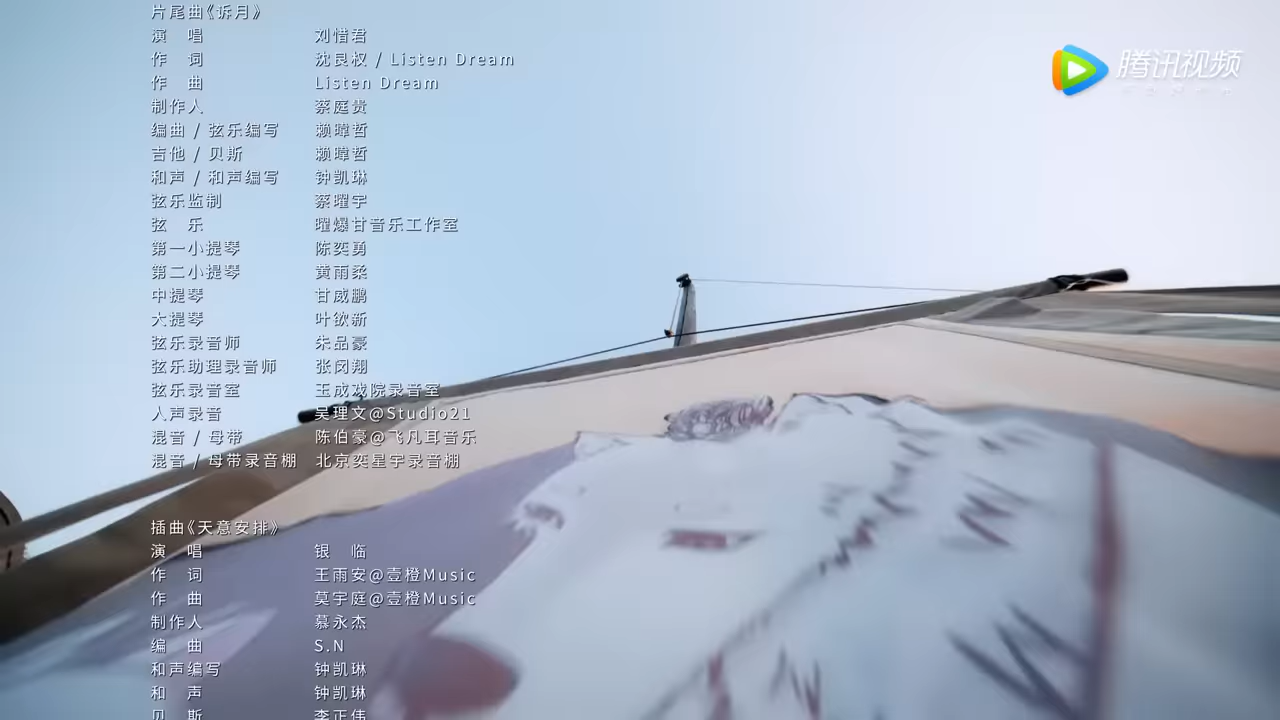 片尾曲《诉月》
演 唱 刘惜君
作 词 沈良权 / Listen Dream
作 曲 Listen Dream
制作人 蔡庭贵
编曲 / 弦乐编写 赖暐哲
吉他 / 贝斯 赖暐哲
和声 / 和声编写 钟凯琳
弦乐监制 蔡曜宇
弦 乐 曜爆甘音乐工作室
第一小提琴 陈奕勇
第二小提琴 黄雨柔
中提琴 甘威鹏
大提琴 叶欲新
弦乐录音师 朱品豪
弦乐助理录音师 张闵翔
弦乐录音室 玉成戏院录音室
人声录音 吴理文@Studio21
混音 / 母带 陈伯豪@飞凡耳音乐
混音 / 母带录音棚 北京奕星宇录音棚
插曲《天意安排》
演 唱 银 临
作 词 王雨安@壹橙Music
作 曲 莫宇庭@壹橙Music
制作人 慕永杰
编 曲 S.N
和声编写 钟凯琳
和 声 钟凯琳
贝 斯 李正伟
腾讯视频